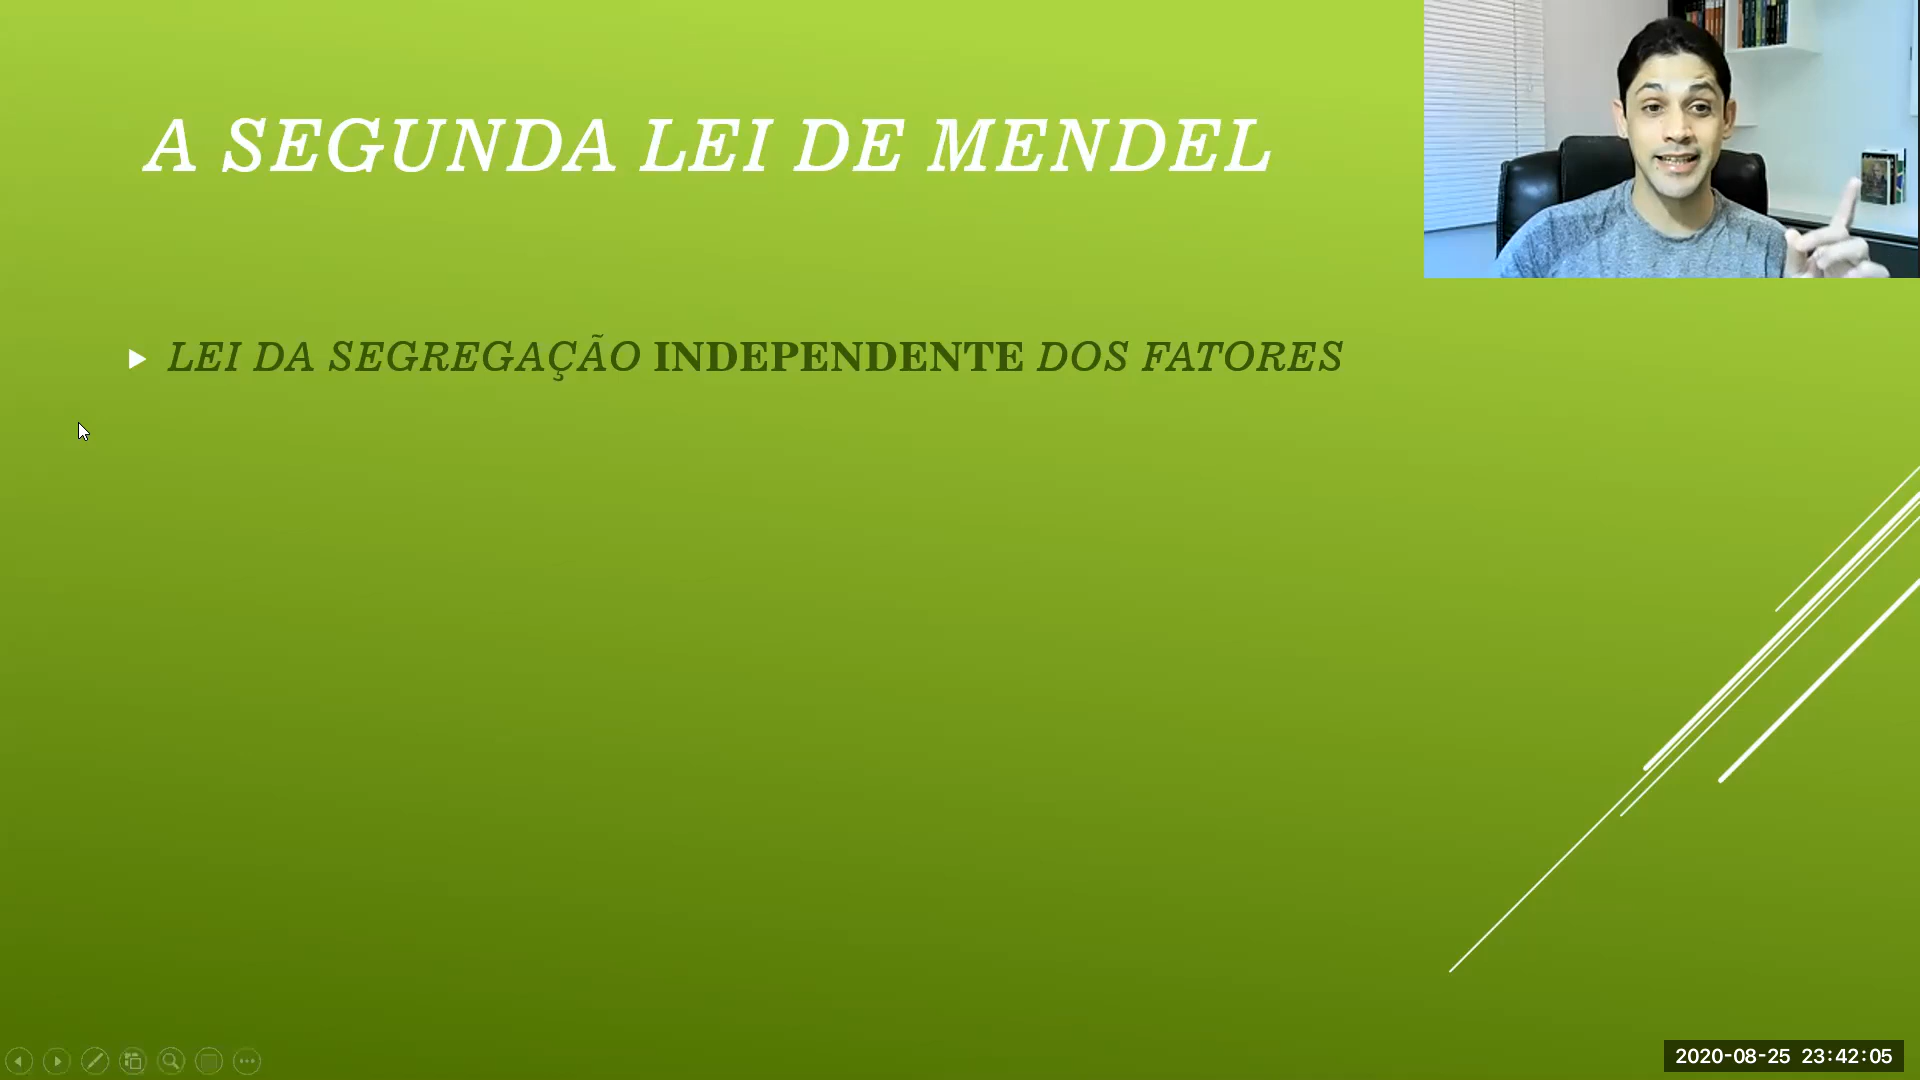 A SEGUNDA LEI DE MENDEL
LEI DA SEGREGAÇÃO INDEPENDENTE DOS FATORES
2020-08-25 23:42:05